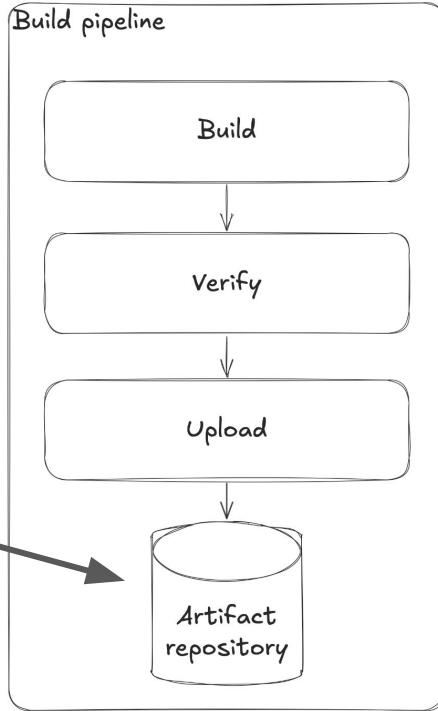 Build pipeline
Build
Verify
Upload
Artifact
repository